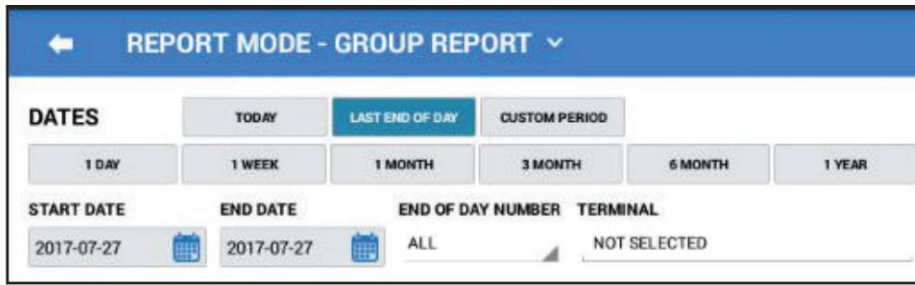 REPORT MODE - GROUP REPORT
DATES TODAY LAST END OF DAY CUSTOM PERIOD
1 DAY 1 WEEK 1 MONTH 3 MONTH 6 MONTH 1 YEAR
START DATE END DATE END OF DAY NUMBER TERMINAL
2017-07-27 2017-07-27 ALL NOT SELECTED